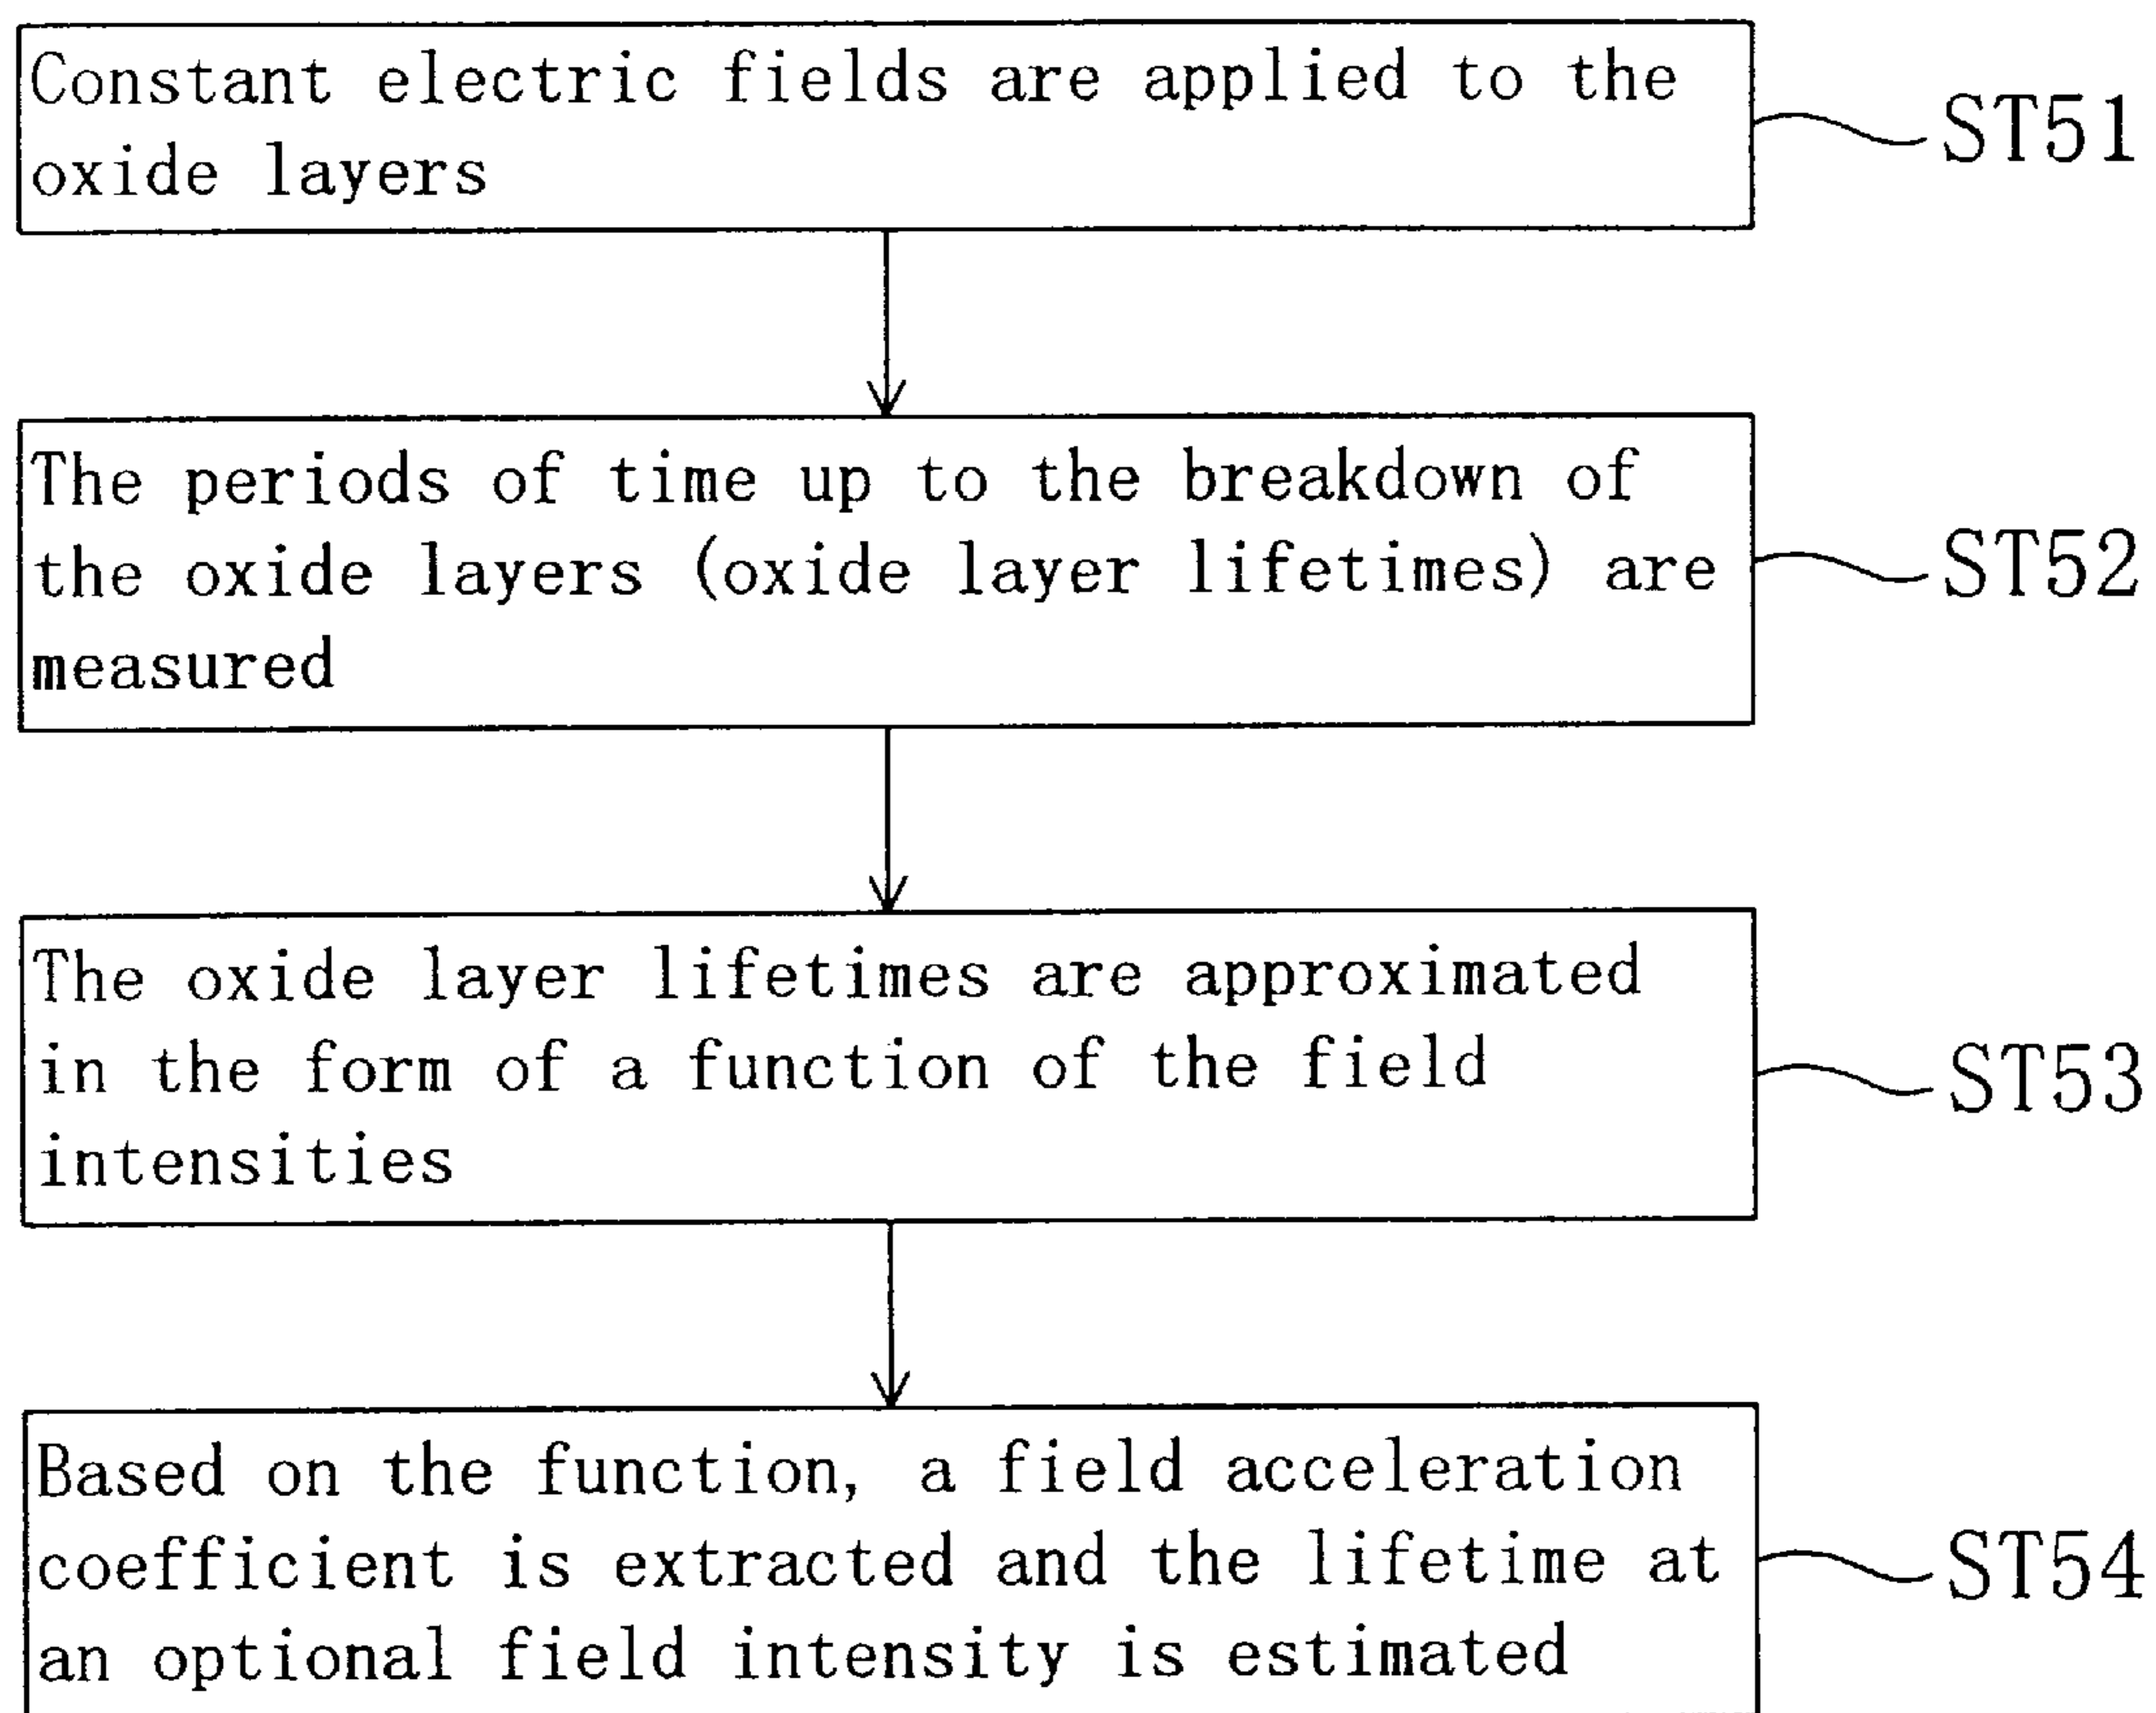 Constant electric fields are applied to the
oxide layers
ST51
The periods of time up to the breakdown of
the oxide layers (oxide layer lifetimes) are
measured
ST52
The oxide layer lifetimes are approximated
in the form of a function of the field
intensities
ST53
Based on the function, a field acceleration
coefficient is extracted and the lifetime at
an optional field intensity is estimated
ST54